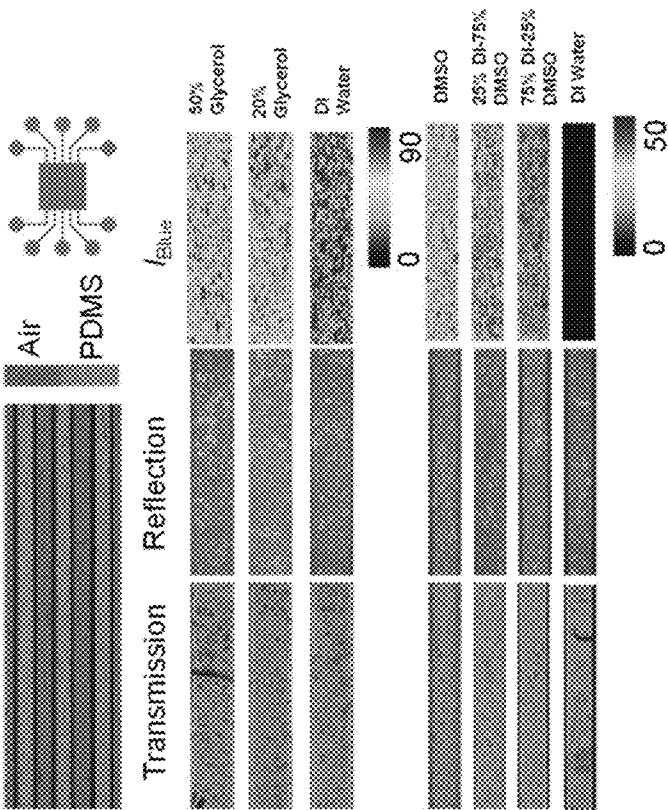 Air
PDMS
Transmission
Reflection
I Blue
50%
Glycerol
20%
Glycerol
DI
Water
0
90
DMSO
25% DI-75%
DMSO
75% DI-25%
DMSO
DI Water
0
50